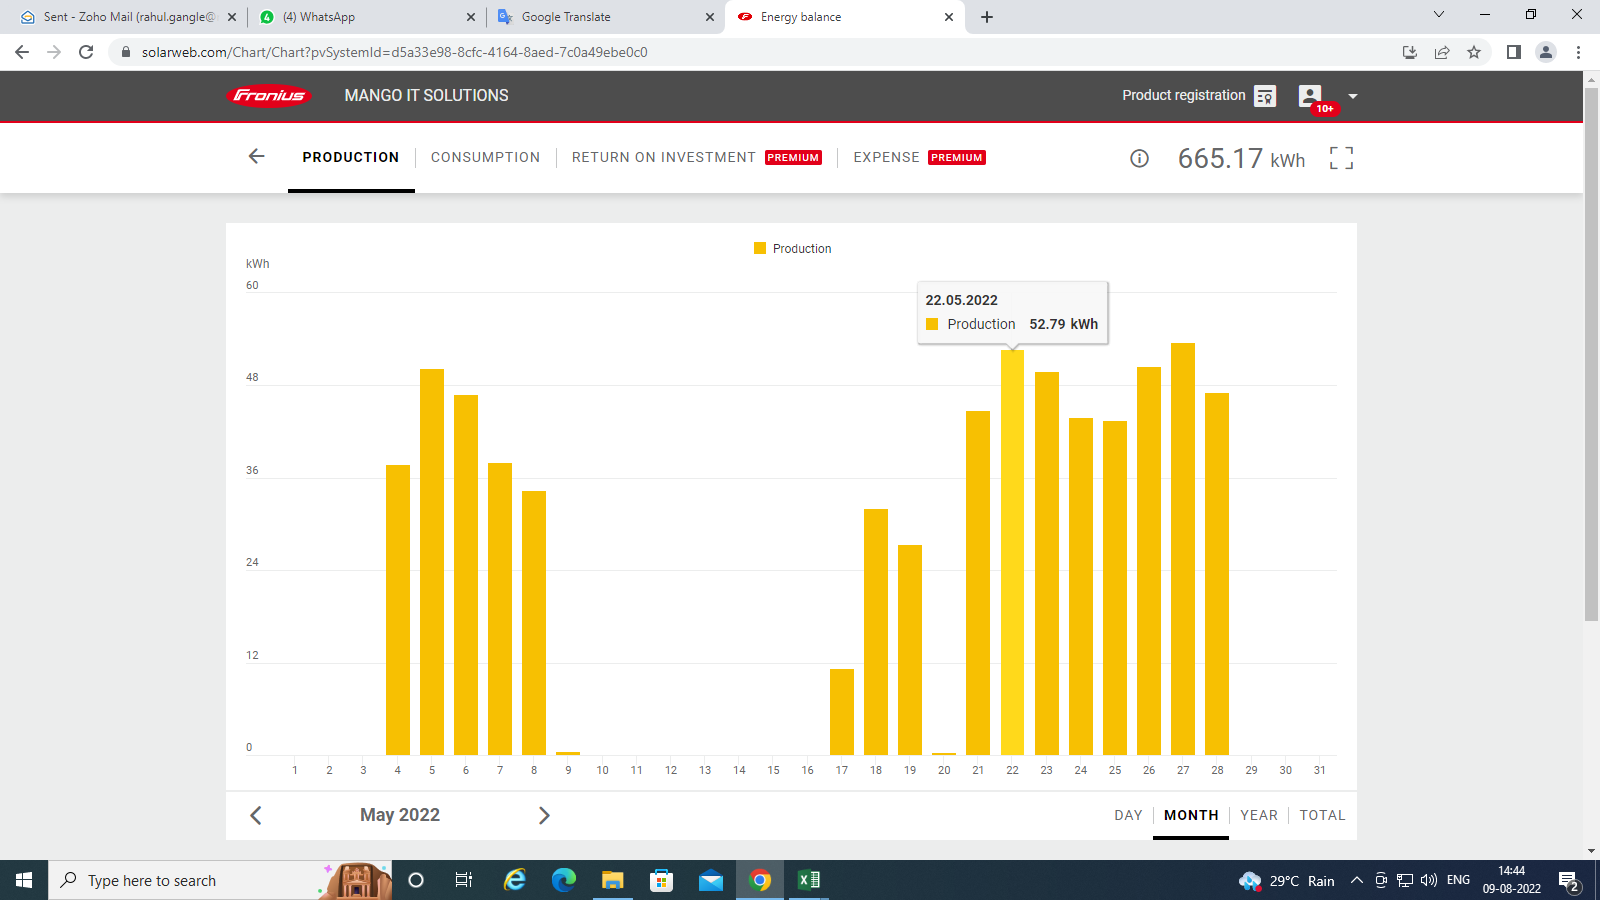 Sent - Zoho Mail (rahul.gangle@
(4) WhatsApp
Google Translate
Energy balance
solarweb.com/Chart/Chart?pvSystemId=d5a33e98-8cfc-4164-8aed-7c0a49ebe0c0
Fronius
MANGO IT SOLUTIONS
Product registration
10+
PRODUCTION
CONSUMPTION
RETURN ON INVESTMENT PREMIUM
EXPENSE PREMIUM
665.17 kWh
Production
kWh
60
22.05.2022
Production 52.79 kWh
48
36
24
12
0
1 2 3 4 5 6 7 8 9 10 11 12 13 14 15 16 17 18 19 20 21 22 23 24 25 26 27 28 29 30 31
May 2022
DAY MONTH YEAR TOTAL
Type here to search
29°C Rain
ENG
14:44
09-08-2022
2